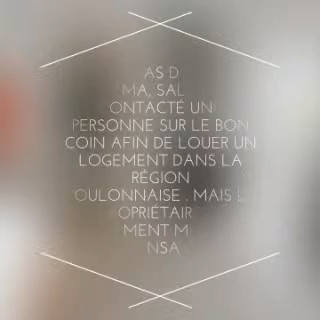 AS D
MA, SAL
ONTACTÉ UN
PERSONNE SUR LE BON
COIN AFIN DE LOUER UN
LOGEMENT DANS LA
RÉGION
OULONNAISE . MAIS L
OPRIÉTAIR
MENT M
NSA